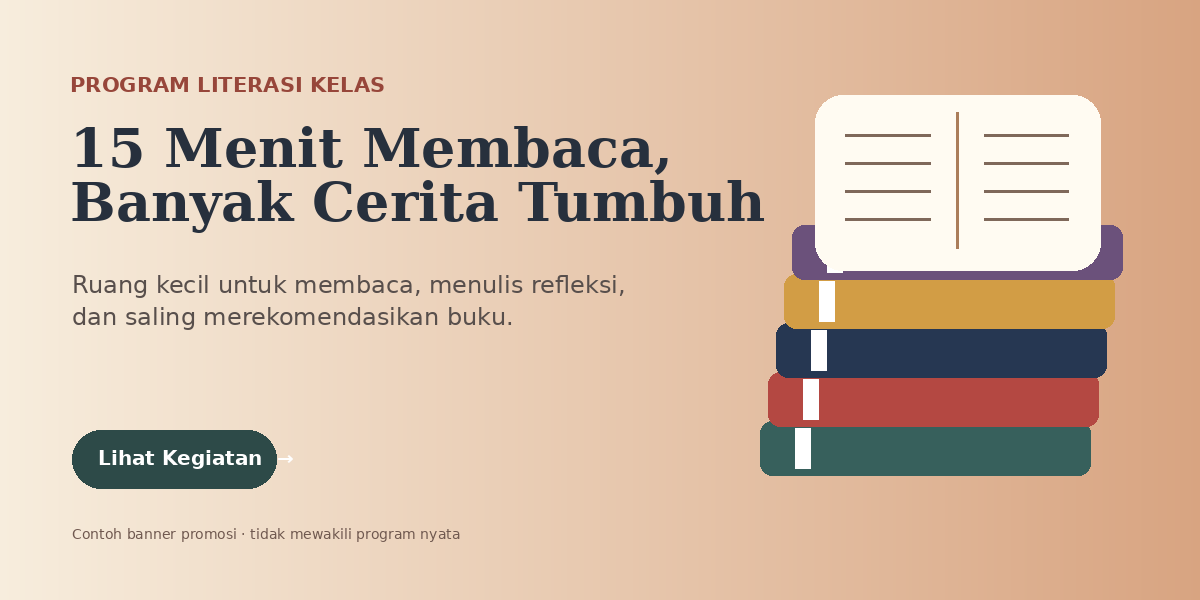 PROGRAM LITERASI KELAS
15 Menit Membaca,
Banyak Cerita Tumbuh
Ruang kecil untuk membaca, menulis refleksi,
dan saling merekomendasikan buku.
Lihat Kegiatan →
Contoh banner promosi · tidak mewakili program nyata